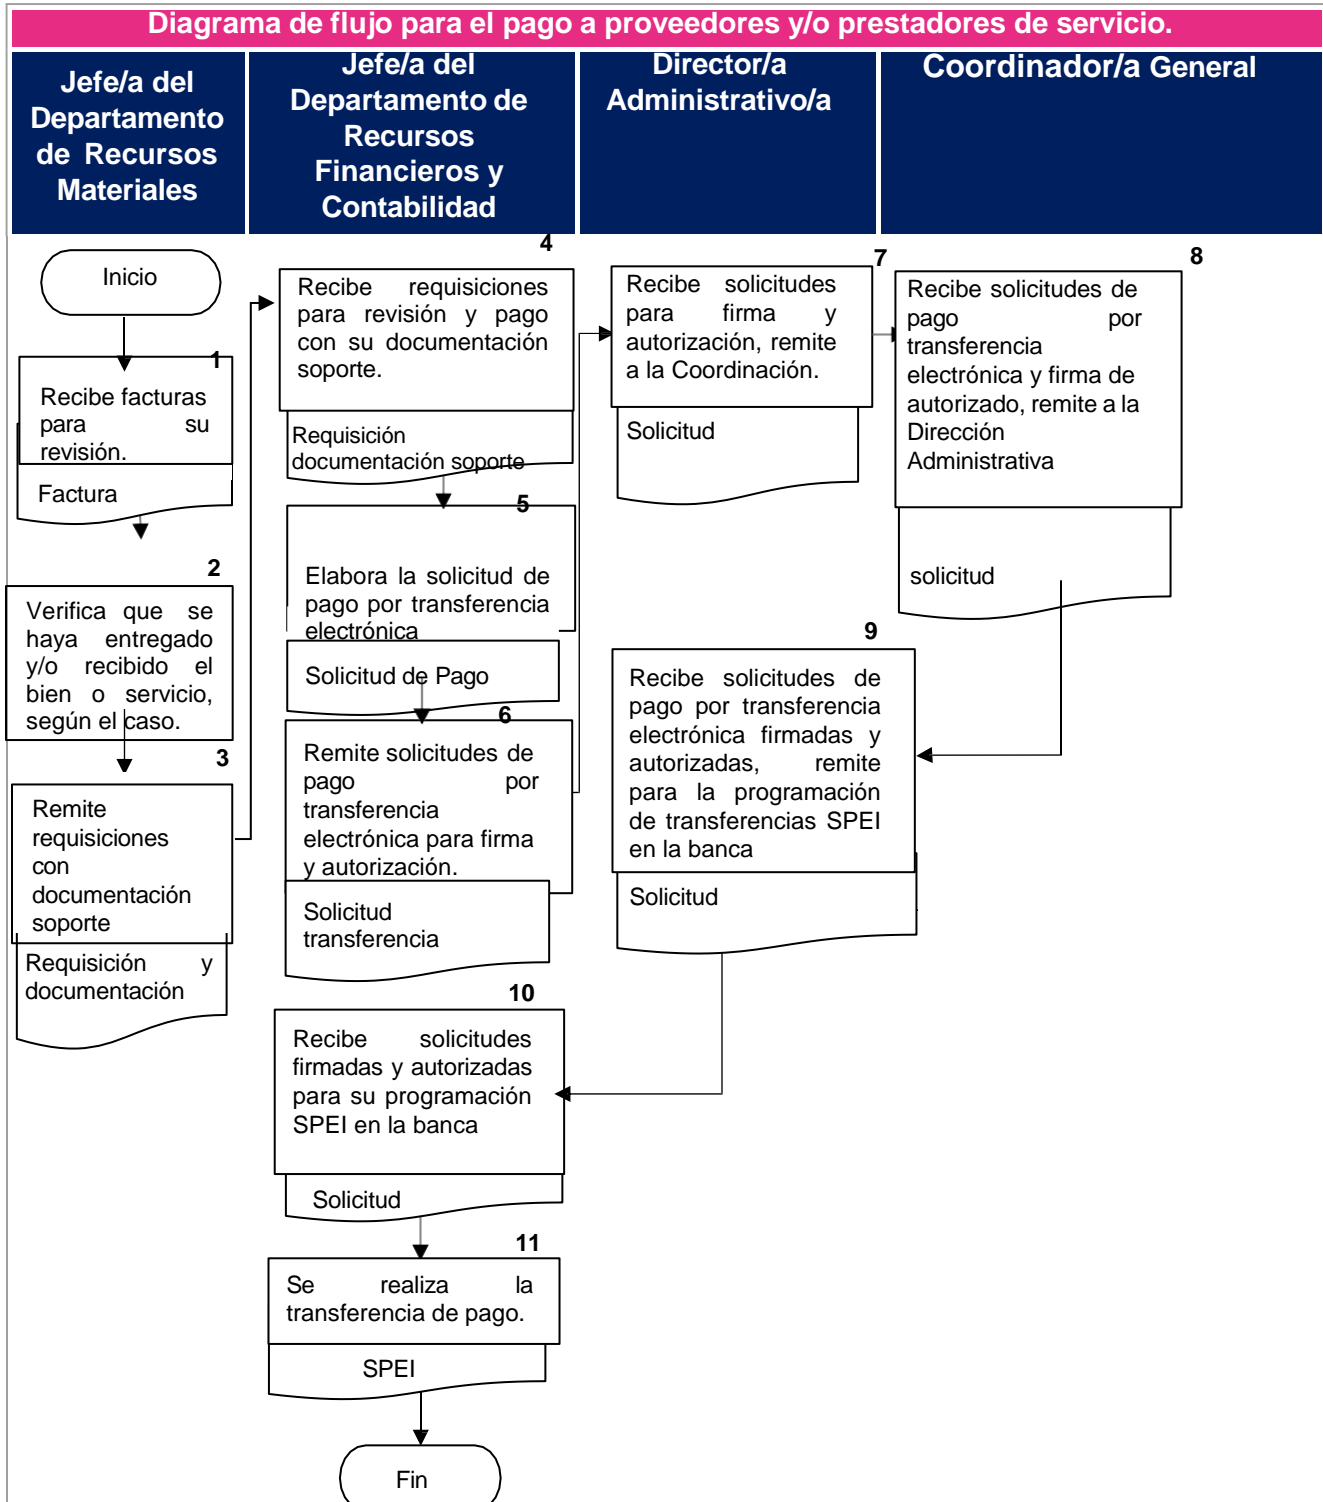 Diagrama de flujo para el pago a proveedores y/o prestadores de servicio.
Jefe/a del
Departamento
de Recursos
Materiales
Jefe/a del
Departamento de
Recursos
Financieros y
Contabilidad
Director/a
Administrativo/a
Coordinador/a General
Inicio
1
Recibe facturas
para su
revisión.
Factura
2
Verifica que se
haya entregado
y/o recibido el
bien o servicio,
según el caso.
3
Remite
requisiciones
con
documentación
soporte
Requisición y
documentación
4
Recibe requisiciones
para revisión y pago
con su documentación
soporte.
Requisición
documentación soporte
5
Elabora la solicitud de
pago por transferencia
electrónica
Solicitud de Pago
6
Remite solicitudes de
pago por
transferencia
electrónica para firma
y autorización.
Solicitud
transferencia
7
Recibe solicitudes
para firma y
autorización, remite
a la Coordinación.
Solicitud
8
Recibe solicitudes de
pago por
transferencia
electrónica y firma de
autorizado, remite a la
Dirección
Administrativa
solicitud
9
Recibe solicitudes de
pago por transferencia
electrónica firmadas y
autorizadas, remite
para la programación
de transferencias SPEI
en la banca
Solicitud
10
Recibe solicitudes
firmadas y autorizadas
para su programación
SPEI en la banca
Solicitud
11
Se realiza la
transferencia de pago.
SPEI
Fin